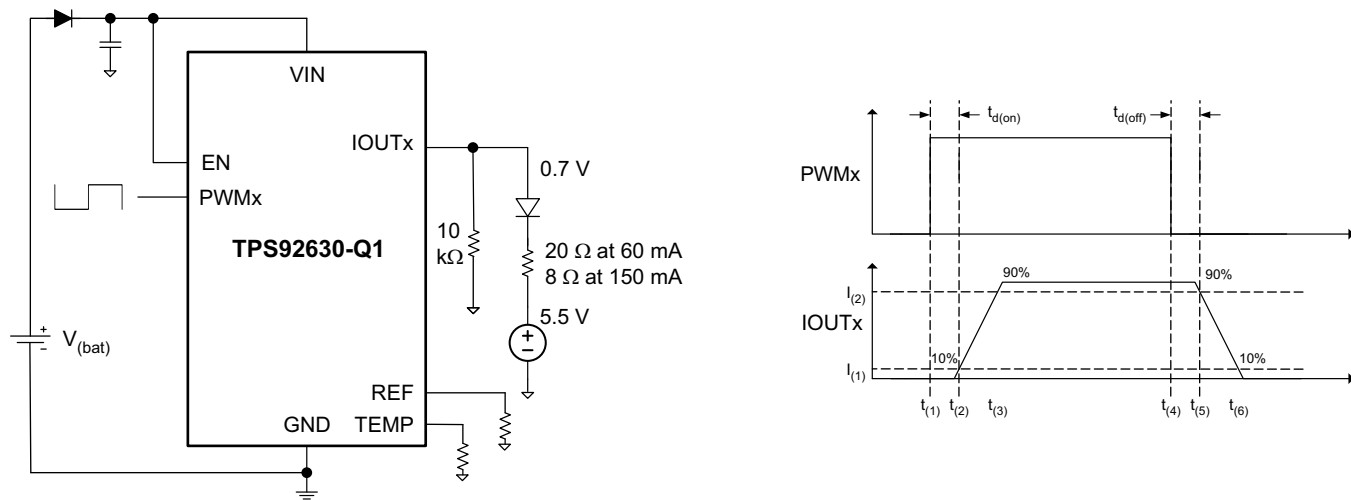 VIN
IOUTx
EN
PWMx
TPS92630-Q1
0.7 V
10
kΩ
20 Ω at 60 mA
8 Ω at 150 mA
5.5 V
+
−
+
-
V(bat)
REF
GND
TEMP
td(on)
td(off)
PWMx
90%
90%
I(2)
IOUTx
10%
10%
I(1)
t(1)
t(2)
t(3)
t(4)
t(5)
t(6)